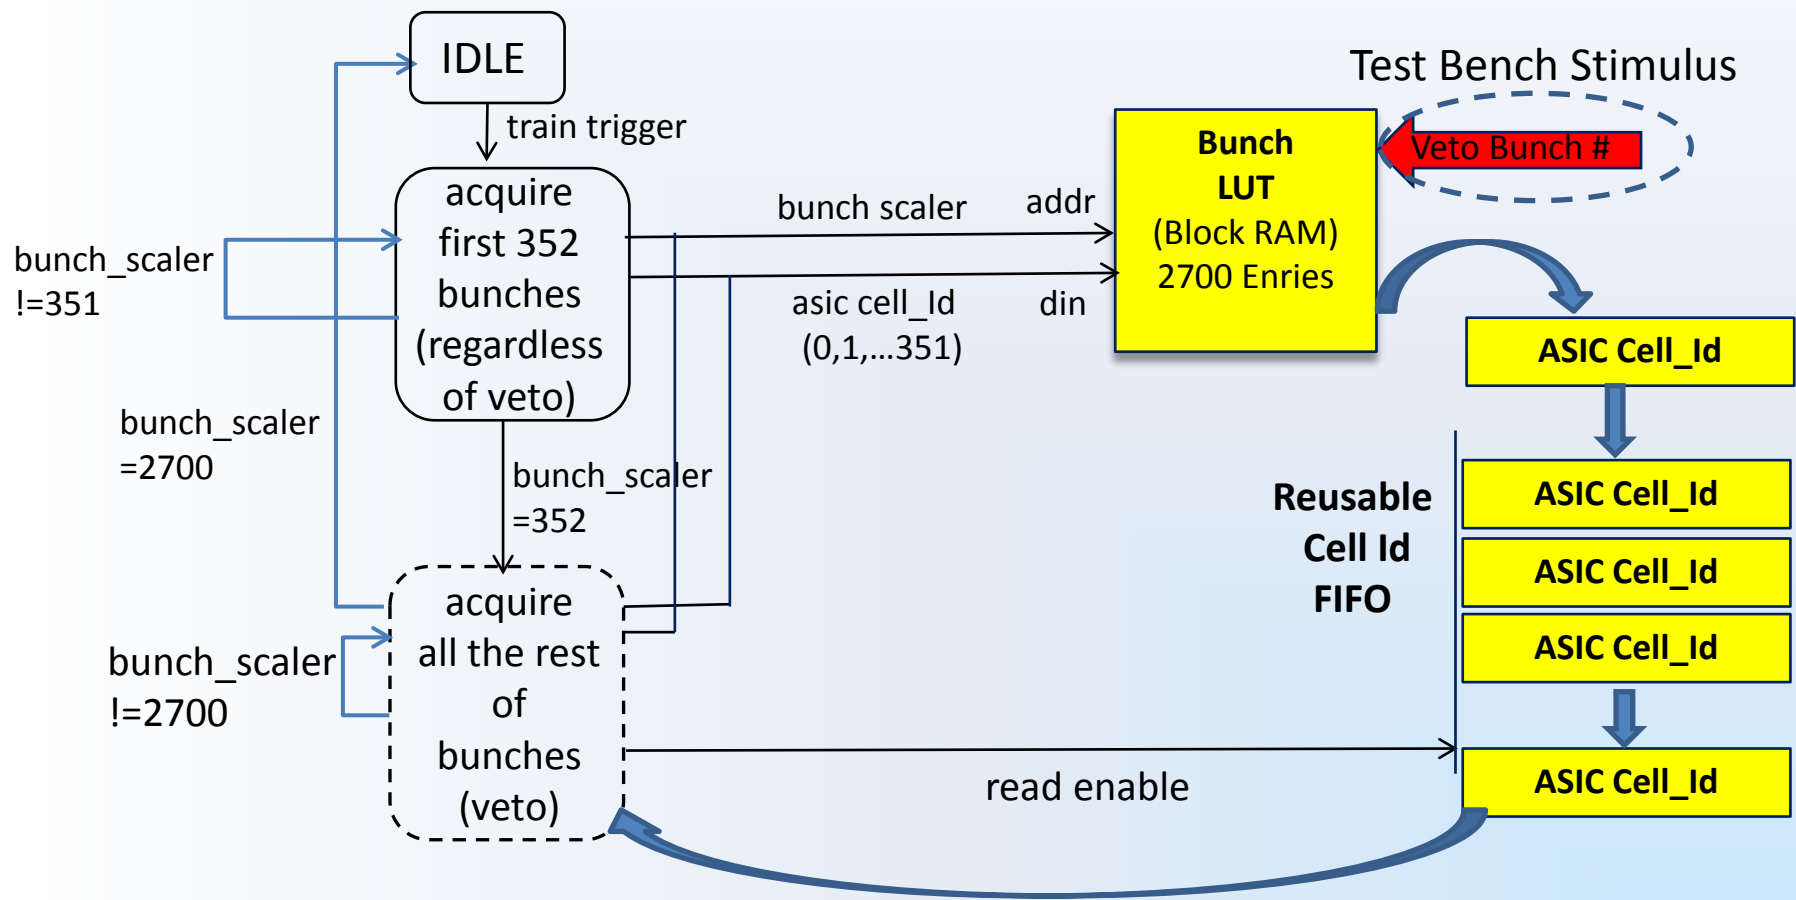 IDLE
train trigger
Test Bench Stimulus
Veto Bunch #
Bunch
LUT
(Block RAM)
2700 Enries
acquire
first 352
bunches
(regardless
of veto)
bunch scaler
addr
asic cell_Id
(0,1,...351)
din
bunch_scaler
!=351
bunch_scaler
=2700
bunch_scaler
=352
ASIC Cell_Id
Reusable
Cell Id
FIFO
ASIC Cell_Id
ASIC Cell_Id
ASIC Cell_Id
ASIC Cell_Id
acquire
all the rest
of
bunches
(veto)
bunch_scaler
!=2700
read enable